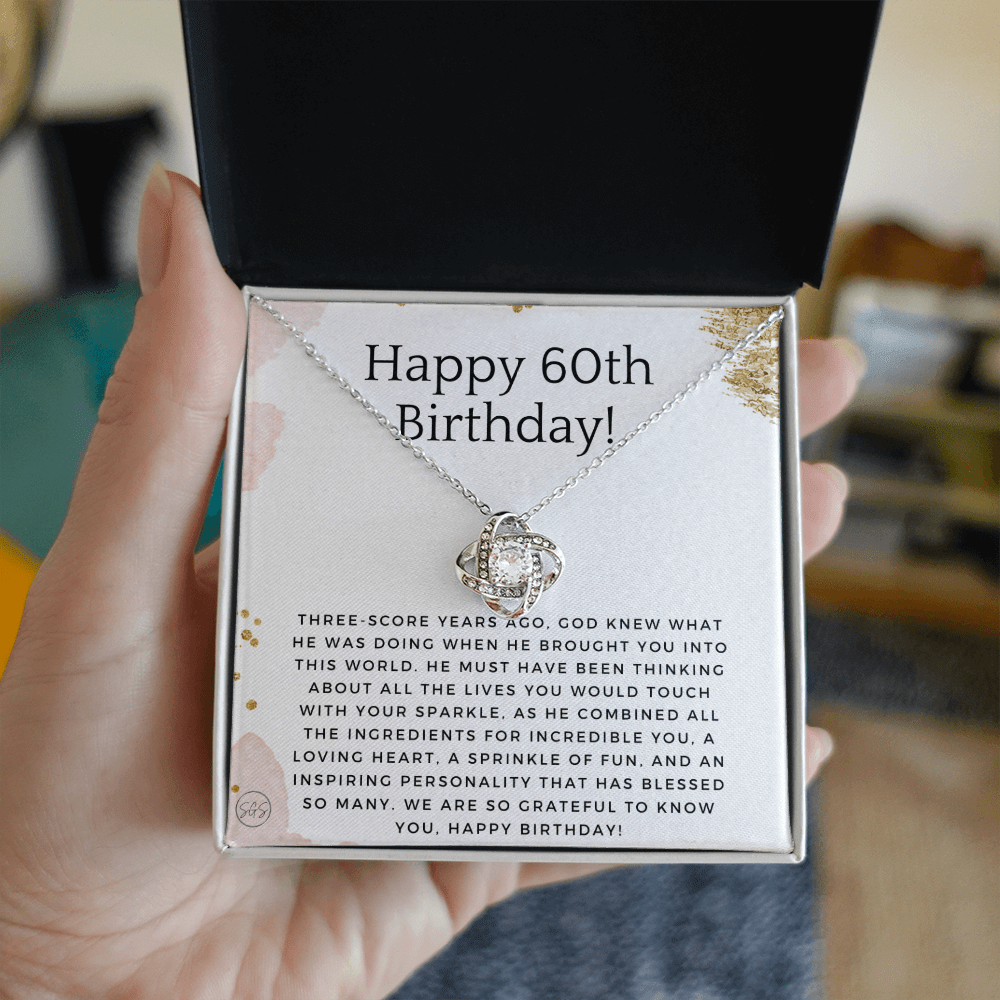 Happy 60th
Birthday!
THREE-SCORE YEARS AGO, GOD KNEW WHAT
HE WAS DOING WHEN HE BROUGHT YOU INTO
THIS WORLD. HE MUST HAVE BEEN THINKING
ABOUT ALL THE LIVES YOU WOULD TOUCH
WITH YOUR SPARKLE, AS HE COMBINED ALL
THE INGREDIENTS FOR INCREDIBLE YOU, A
LOVING HEART, A SPRINKLE OF FUN, AND AN
INSPIRING PERSONALITY THAT HAS BLESSED
SO MANY. WE ARE SO GRATEFUL TO KNOW
YOU, HAPPY BIRTHDAY!
SGS